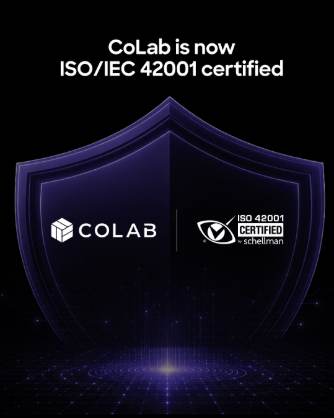 CoLab is now
ISO/IEC 42001 certified
COLAB
ISO 42001
CERTIFIED
by schellman